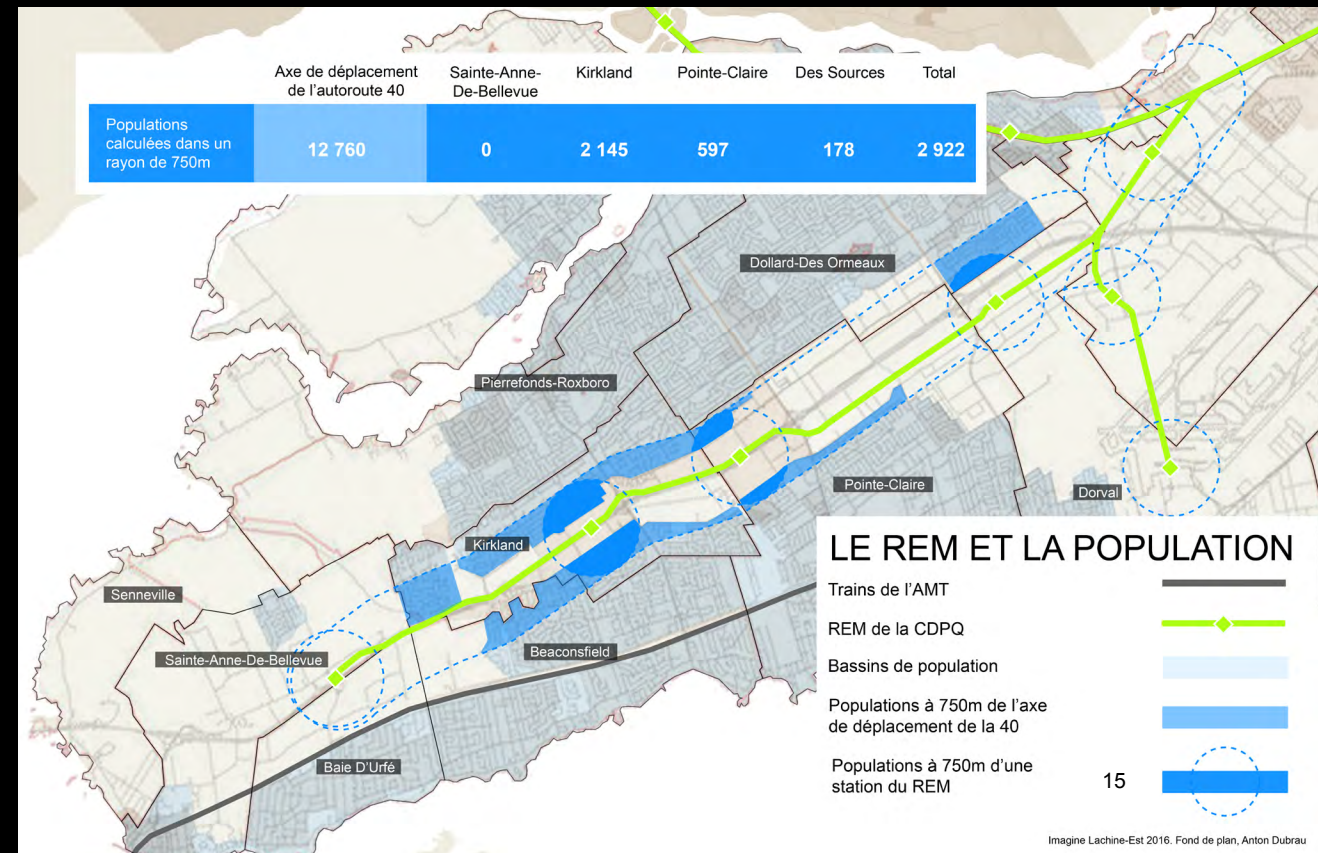 Axe de déplacement
de l'autoroute 40
Sainte-Anne-
De-Bellevue
Kirkland
Pointe-Claire
Des Sources
Total
Populations
calculées dans un
rayon de 750m
12 760
0
2 145
597
178
2 922
Dollard-Des Ormeaux
Pierrefonds-Roxboro
Pointe-Claire
Dorval
Kirkland
Senneville
Beaconsfield
Sainte-Anne-De-Bellevue
Baie D'Urfé
LE REM ET LA POPULATION
Trains de l'AMT
REM de la CDPQ
Bassins de population
Populations à 750m de l'axe
de déplacement de la 40
Populations à 750m d'une
station du REM
15
Imagine Lachine-Est 2016. Fond de plan, Anton Dubrau